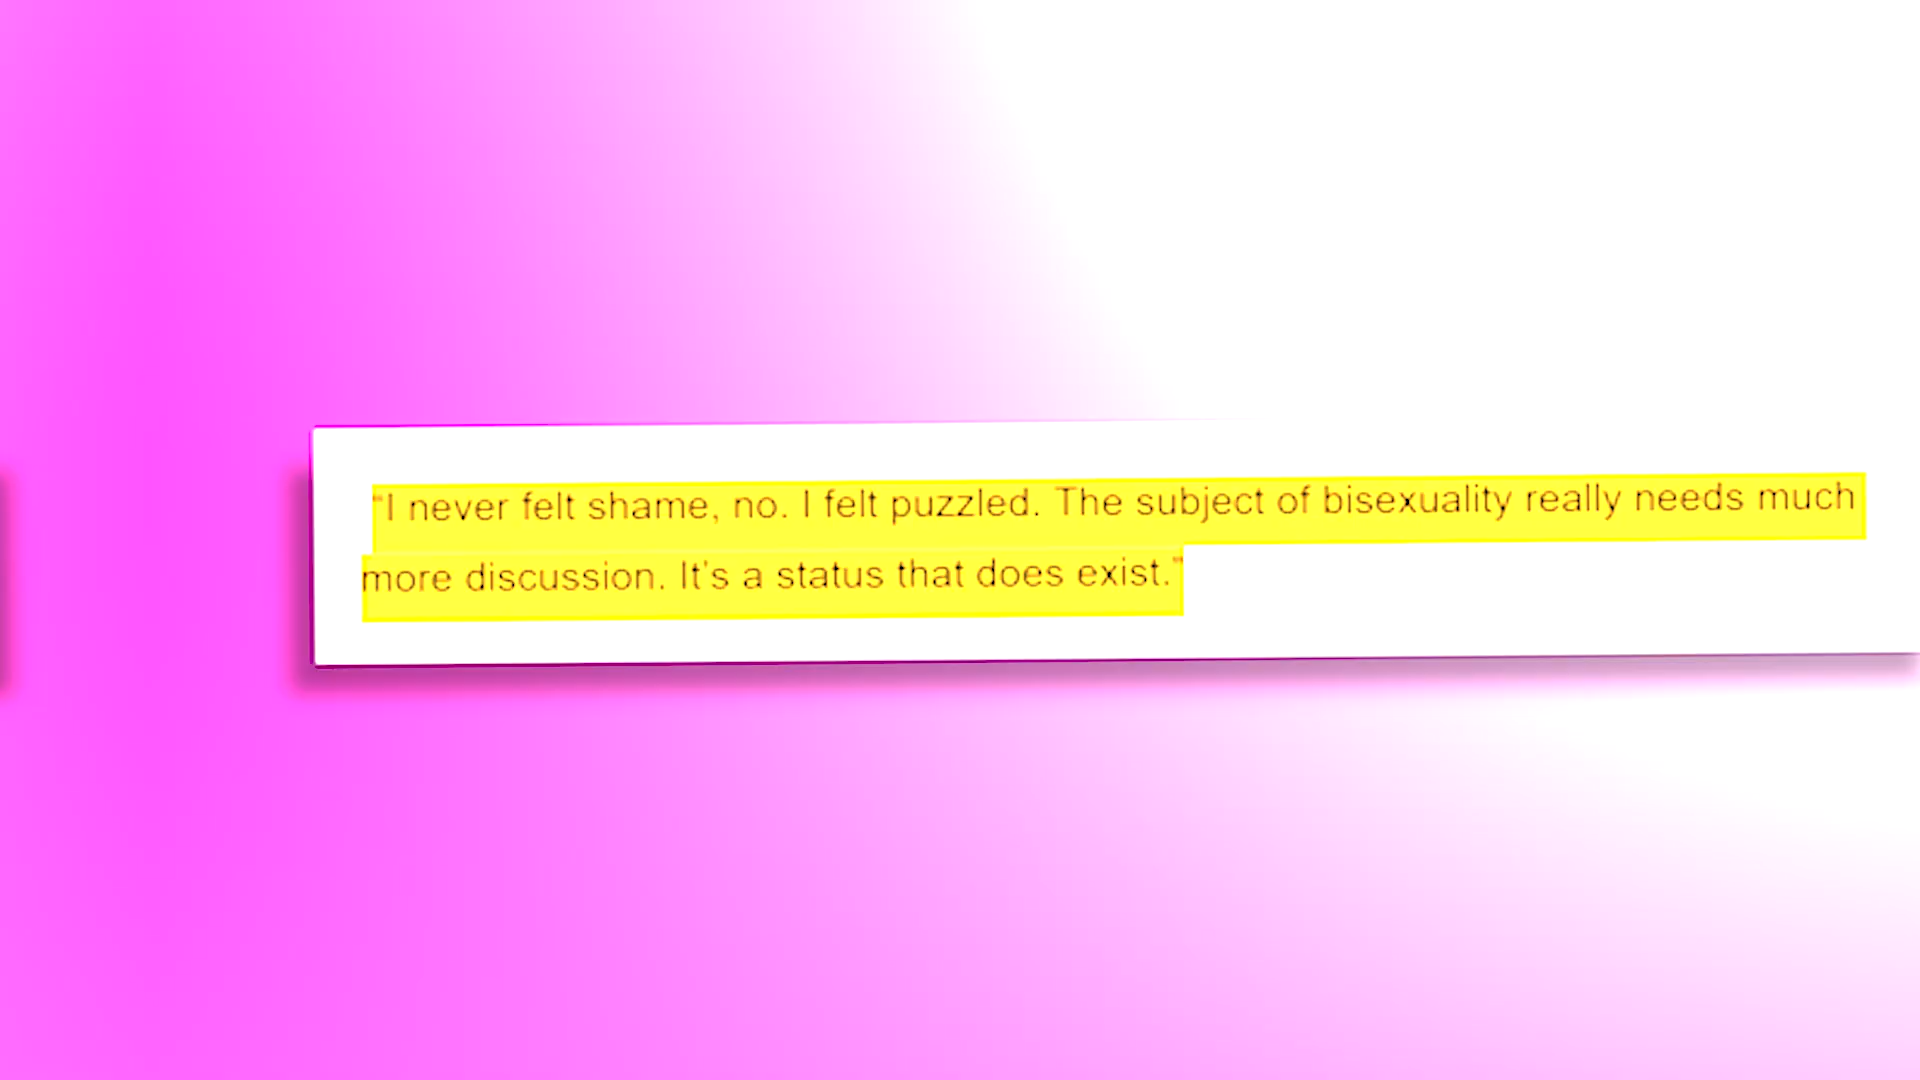 "I never felt shame, no. I felt puzzled. The subject of bisexuality really needs much
more discussion. It's a status that does exist."